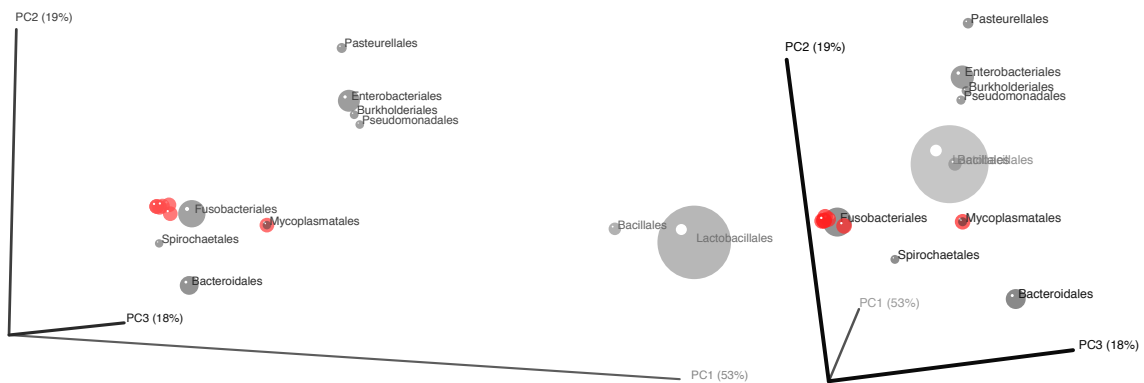 PC2 (19%)
Pasteurellales
Enterobacteriales
Burkholderiales
Pseudomonadales
Fusobacteriales
Mycoplasmatales
Spirochaetales
Bacillales
Lactobacillales
Bacteroidales
PC3 (18%)
PC1 (53%)
Pasteurellales
PC2 (19%)
Enterobacteriales
Burkholderiales
Pseudomonadales
Fusobacteriales
Mycoplasmatales
Spirochaetales
Bacteroidales
PC1 (53%)
PC3 (18%)